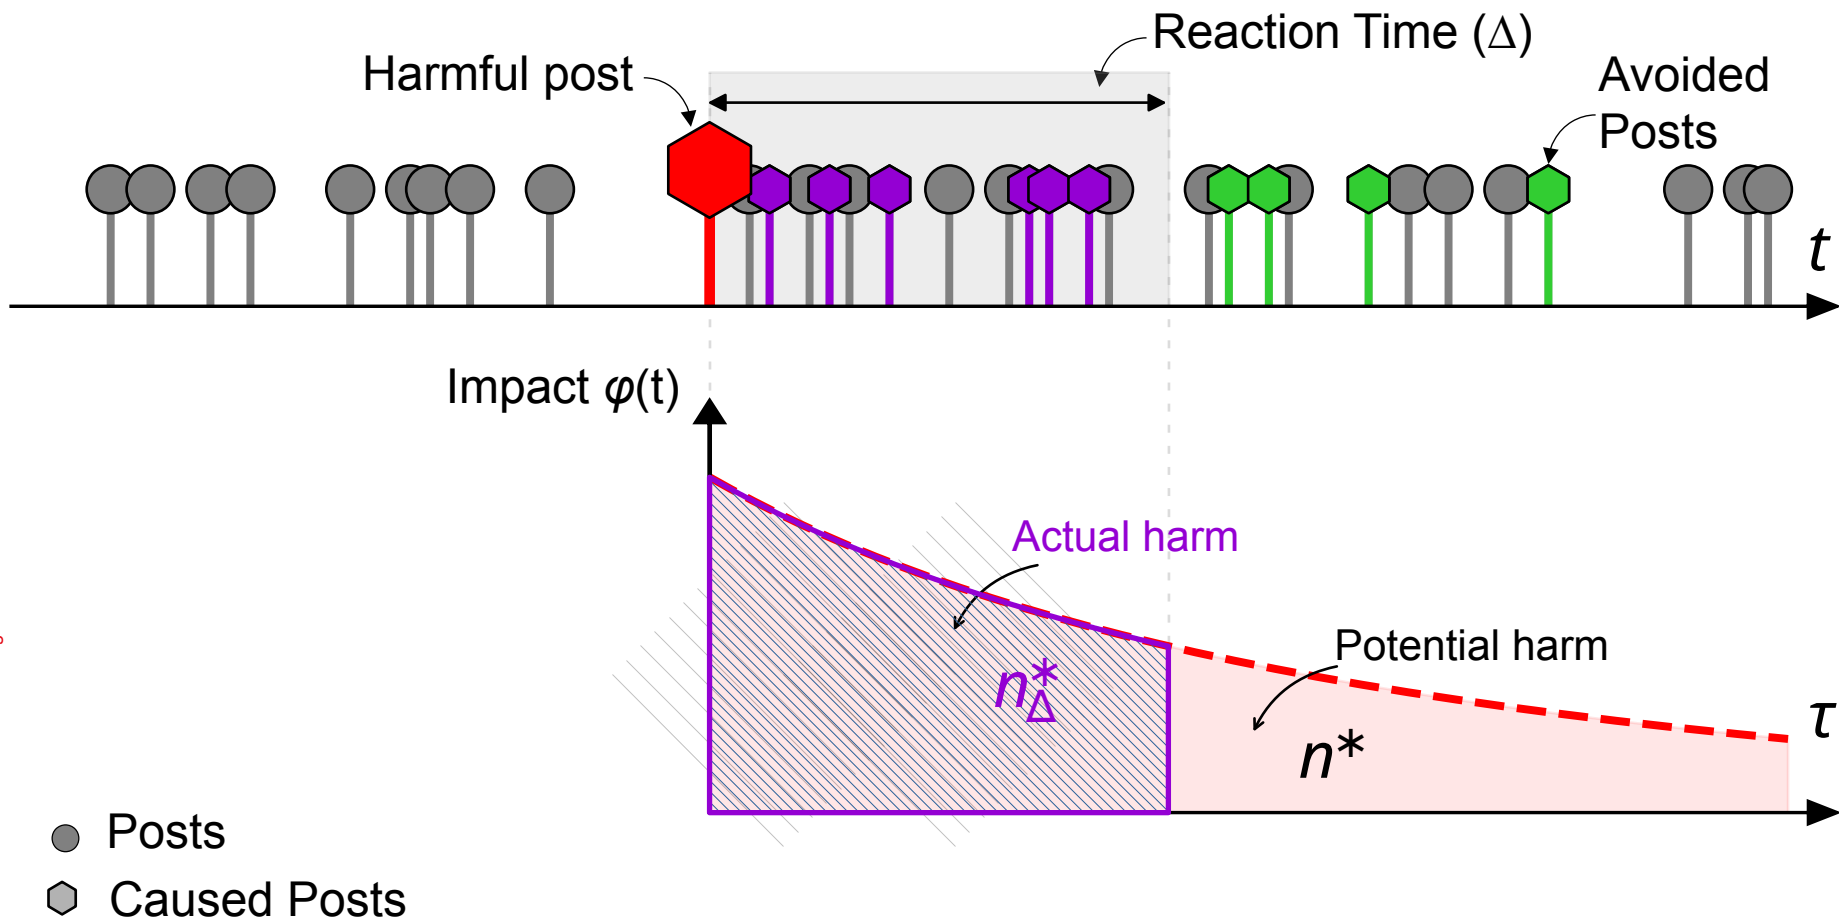 Reaction Time (Δ)
Harmful post
Avoided
Posts
t
Impact φ(t)
Actual harm
Potential harm
n*Δ
n*
τ
Posts
Caused Posts